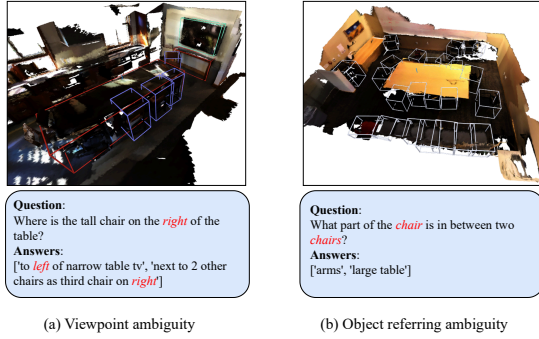 Question:
Where is the tall chair on the right of the
table?
Answers:
['to left of narrow table tv', 'next to 2 other
chairs as third chair on right']
(a) Viewpoint ambiguity
Question:
What part of the chair is in between two
chairs?
Answers:
['arms', 'large table']
(b) Object referring ambiguity